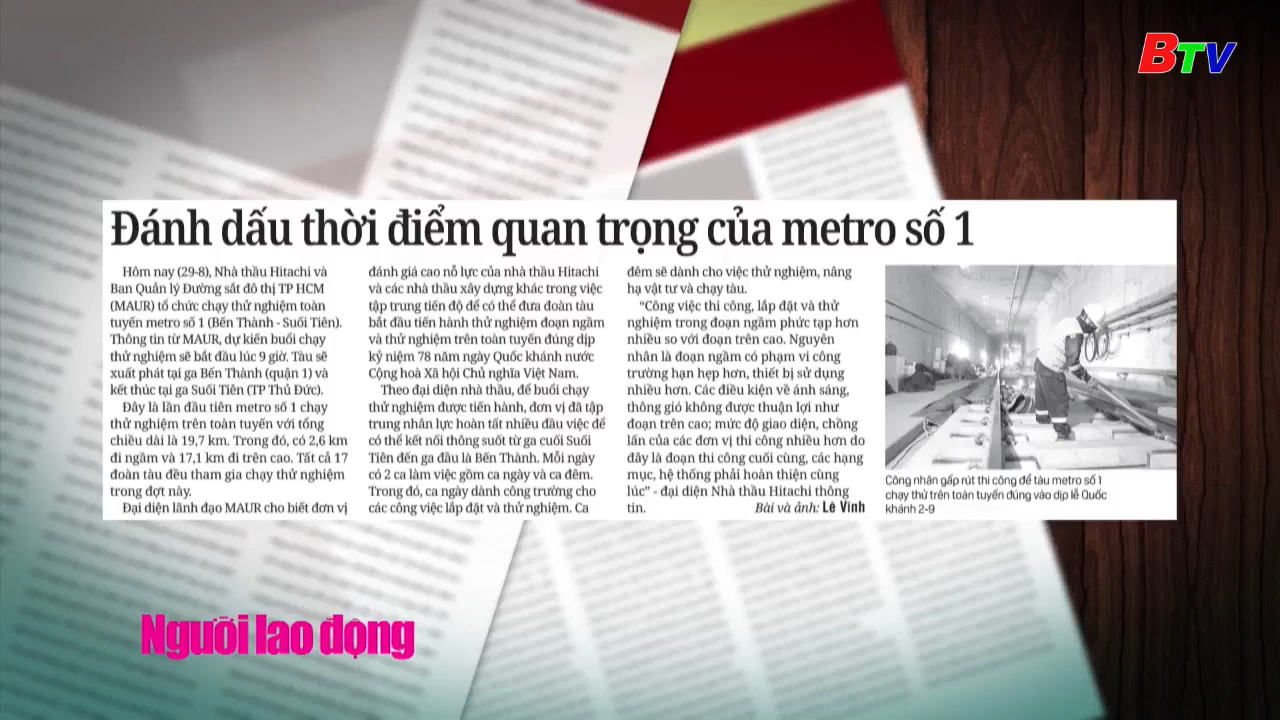 BTV
Đánh dấu thời điểm quan trọng của metro số 1
Hôm nay (29-8), Nhà thầu Hitachi và
Ban Quản lý Đường sắt đô thị TP HCM
(MAUR) tổ chức chạy thử nghiệm toàn
tuyến metro số 1 (Bến Thành - Suối Tiên).
Thông tin từ MAUR, dự kiến buổi chạy
thử nghiệm sẽ bắt đầu lúc 9 giờ. Tàu sẽ
xuất phát tại ga Bến Thành (quận 1) và
kết thúc tại ga Suối Tiên (TP Thủ Đức).
Đây là lần đầu tiên metro số 1 chạy
thử nghiệm trên toàn tuyến với tổng
chiều dài là 19,7 km. Trong đó, có 2,6 km
đi ngầm và 17,1 km đi trên cao. Tất cả 17
đoàn tàu đều tham gia chạy thử nghiệm
trong đợt này.
Đại diện lãnh đạo MAUR cho biết đơn vị
đánh giá cao nỗ lực của nhà thầu Hitachi
và các nhà thầu xây dựng khác trong việc
tập trung tiến độ để có thể đưa đoàn tàu
bắt đầu tiến hành thử nghiệm đoạn ngầm
và thử nghiệm trên toàn tuyến đúng dịp
kỷ niệm 78 năm ngày Quốc khánh nước
Cộng hoà Xã hội Chủ nghĩa Việt Nam.
Theo đại diện nhà thầu, để buổi chạy
thử nghiệm được tiến hành, đơn vị đã tập
trung nhân lực hoàn tất nhiều đầu việc để
có thể kết nối thông suốt từ ga cuối Suối
Tiên đến ga đầu là Bến Thành. Mỗi ngày
có 2 ca làm việc gồm ca ngày và ca đêm.
Trong đó, ca ngày dành công trường cho
các công việc lắp đặt và thử nghiệm. Ca
đêm sẽ dành cho việc thử nghiệm, nâng
hạ vật tư và chạy tàu.
“Công việc thi công, lắp đặt và thử
nghiệm trong đoạn ngầm phức tạp hơn
nhiều so với đoạn trên cao. Nguyên
nhân là đoạn ngầm có phạm vi công
trường hạn hẹp hơn, thiết bị sử dụng
nhiều hơn. Các điều kiện về ánh sáng,
thông gió không được thuận lợi như
đoạn trên cao; mức độ giao diện, chồng
lấn của các đơn vị thi công nhiều hơn do
đây là đoạn thi công cuối cùng, các hạng
mục, hệ thống phải hoàn thiện cùng
lúc” - đại diện Nhà thầu Hitachi thông
tin. Bài và ảnh: Lê Vinh
Công nhân gấp rút thi công để tàu metro số 1
chạy thử trên toàn tuyến đúng vào dịp lễ Quốc
khánh 2-9
Người lao động